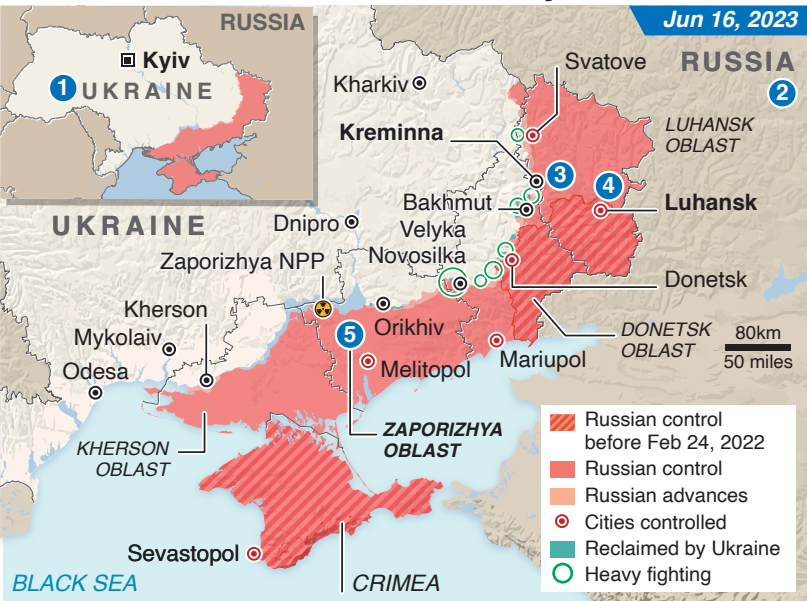 Jun 16, 2023
RUSSIA
Kyiv
1
UKRAINE
RUSSIA
2
Svatove
Kharkiv
LUHANSK
OBLAST
Kreminna
3
4
Bakhmut
Luhansk
UKRAINE
Dnipro
Velyka
Novosilka
Zaporizhya NPP
Donetsk
Kherson
Orikhiv
5
DONETSK
OBLAST
80km
50 miles
Mykolaiv
Mariupol
Odesa
Melitopol
ZAPORIZHYA
OBLAST
KHERSON
OBLAST
Russian control
before Feb 24, 2022
Russian control
Russian advances
Cities controlled
Reclaimed by Ukraine
Heavy fighting
Sevastopol
BLACK SEA
CRIMEA